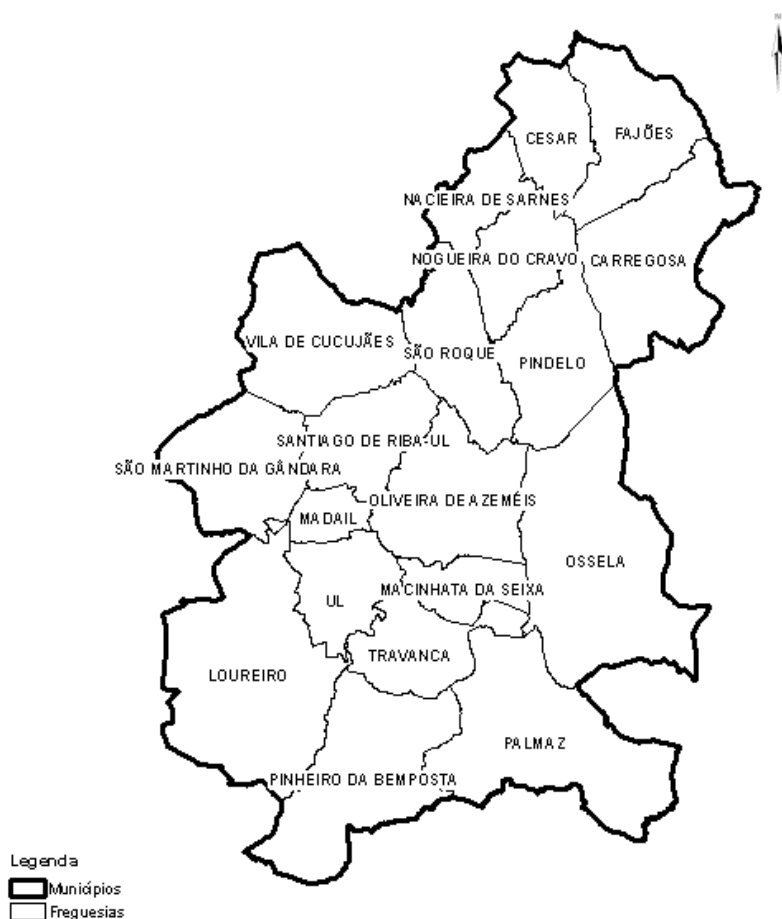 N
CESAR
FAJÕES
NACIEIRA DE SARNES
NOGUEIRA DO CRAVO
CARREGOSA
VILA DE CUCUJÃES
SÃO ROQUE
PINDELO
SANTIAGO DE RIBA-UL
SÃO MARTINHO DA GÂNDARA
OLIVEIRA DE AZEMÉIS
MADAIL
OSSELA
MACINHATA DA SEIXA
UL
TRAVANCA
LOUREIRO
PALMAZ
PINHEIRO DA BEMPOSTA
Legenda
Municípios
Freguesias